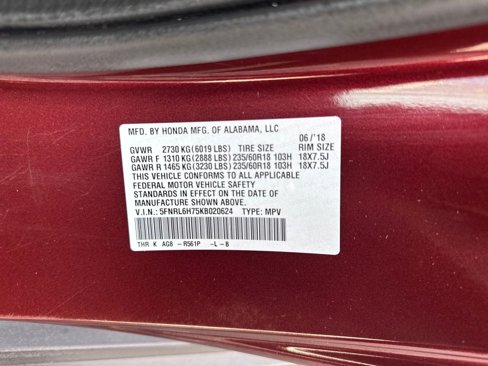 MFD. BY HONDA MFG. OF ALABAMA, LLC 06/'18
GVWR 2730 KG(6019 LBS) TIRE SIZE RIM SIZE
GAWR F 1310 KG(2888 LBS) 235/60R18 103H 18X7.5J
GAWR R 1465 KG(3230 LBS) 235/60R18 103H 18X7.5J
THIS VEHICLE CONFORMS TO ALL APPLICABLE
FEDERAL MOTOR VEHICLE SAFETY
STANDARDS IN EFFECT ON THE DATE OF
MANUFACTURE SHOWN ABOVE.
V.I.N.: 5FNRL6H75KB020624 TYPE: MPV
THR K AG8 -R561P -L-B